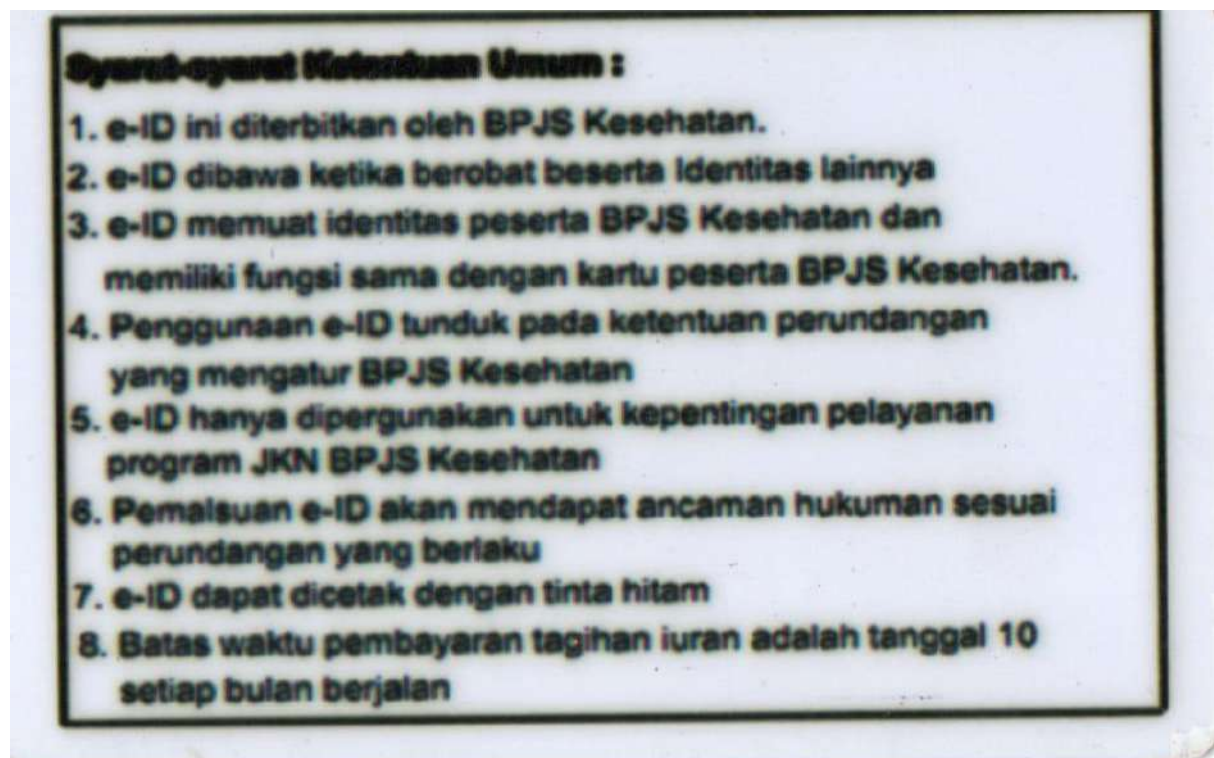 Syarat-syarat Ketentuan Umum :
1. e-ID ini diterbitkan oleh BPJS Kesehatan.
2. e-ID dibawa ketika berobat beserta Identitas lainnya
3. e-ID memuat identitas peserta BPJS Kesehatan dan
memiliki fungsi sama dengan kartu peserta BPJS Kesehatan.
4. Penggunaan e-ID tunduk pada ketentuan perundangan
yang mengatur BPJS Kesehatan
5. e-ID hanya dipergunakan untuk kepentingan pelayanan
program JKN BPJS Kesehatan
6. Pemalsuan e-ID akan mendapat ancaman hukuman sesuai
perundangan yang berlaku
7. e-ID dapat dicetak dengan tinta hitam
8. Batas waktu pembayaran tagihan iuran adalah tanggal 10
setiap bulan berjalan